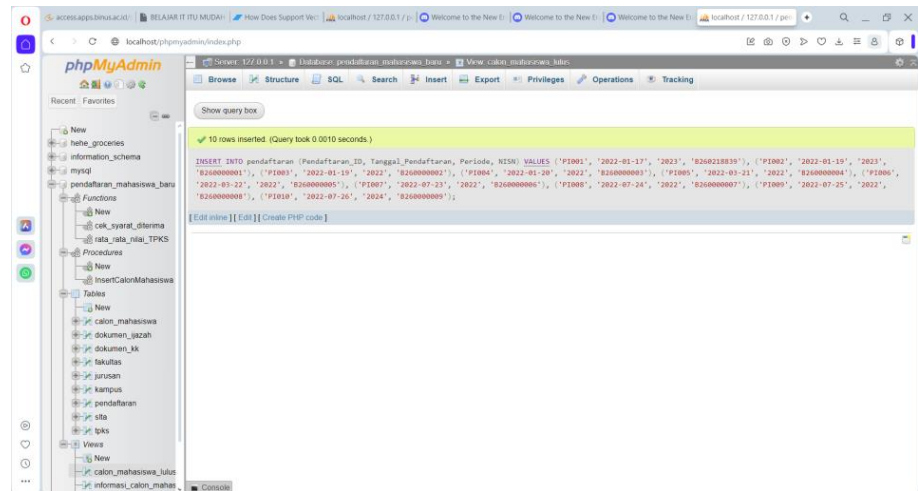 access.apps.binus.ac.id/
BELAJAR IT ITU MUDAH
How Does Support Vect
localhost / 127.0.0.1 / p
Welcome to the New
Welcome to the New
Welcome to the New
localhost / 127.0.0.1 / pen
localhost/phpmyadmin/index.php
phpMyAdmin
Recent Favorites
New
hehe_groceries
information_schema
mysql
pendaftaran_mahasiswa_baru
Functions
New
cek_syarat_diterima
rata_rata_nilai_TPKS
Procedures
New
InsertCalonMahasiswa
Tables
New
calon_mahasiswa
dokumen_ijazah
dokumen_kk
fakultas
jurusan
kampus
pendaftaran
slta
tpks
Views
New
calon_mahasiswa_lulus
informasi_calon_mahas
Server: 127.0.0.1 » Database: pendaftaran_mahasiswa_baru » View: calon_mahasiswa_lulus
Browse Structure SQL Search Insert Export Privileges Operations Tracking
Show query box
10 rows inserted. (Query took 0.0010 seconds.)
INSERT INTO pendaftaran (Pendaftaran_ID, Tanggal_Pendaftaran, Periode, NISN) VALUES ('PI001', '2022-01-17', '2023', 'B260218839'), ('PI002', '2022-01-19', '2023',
'B260000001'), ('PI003', '2022-01-19', '2022', 'B260000002'), ('PI004', '2022-01-20', '2022', 'B260000003'), ('PI005', '2022-03-21', '2022', 'B260000004'), ('PI006',
'2022-03-22', '2022', 'B260000005'), ('PI007', '2022-07-23', '2022', 'B260000006'), ('PI008', '2022-07-24', '2022', 'B260000007'), ('PI009', '2022-07-25', '2022',
'B260000008'), ('PI010', '2022-07-26', '2024', 'B260000009');
[ Edit inline ] [ Edit ] [ Create PHP code ]
Console